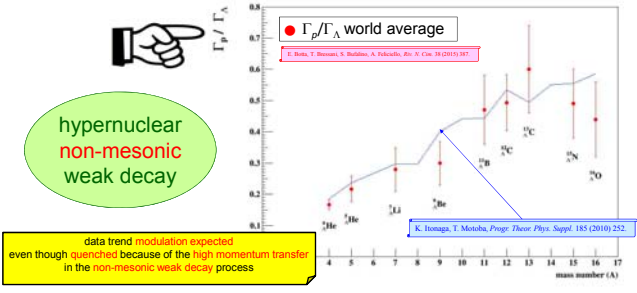 Γp / ΓΛ
0.8
0.7
0.6
0.5
0.4
0.3
0.2
0.1
Γp/ΓΛ world average
E. Botta, T. Bressani, S. Bufalino, A. Feliciello, Riv. N. Cim. 38 (2015) 387.
hypernuclear
non-mesonic
weak decay
⁴ΛHe
⁵ΛHe
⁷ΛLi
⁹ΛBe
¹¹ΛB
¹²ΛC
¹³ΛC
¹⁵ΛN
¹⁶ΛO
K. Itonaga, T. Motoba, Progr. Theor. Phys. Suppl. 185 (2010) 252.
4 5 6 7 8 9 10 11 12 13 14 15 16 17
mass number (A)
data trend modulation expected
even though quenched because of the high momentum transfer
in the non-mesonic weak decay process